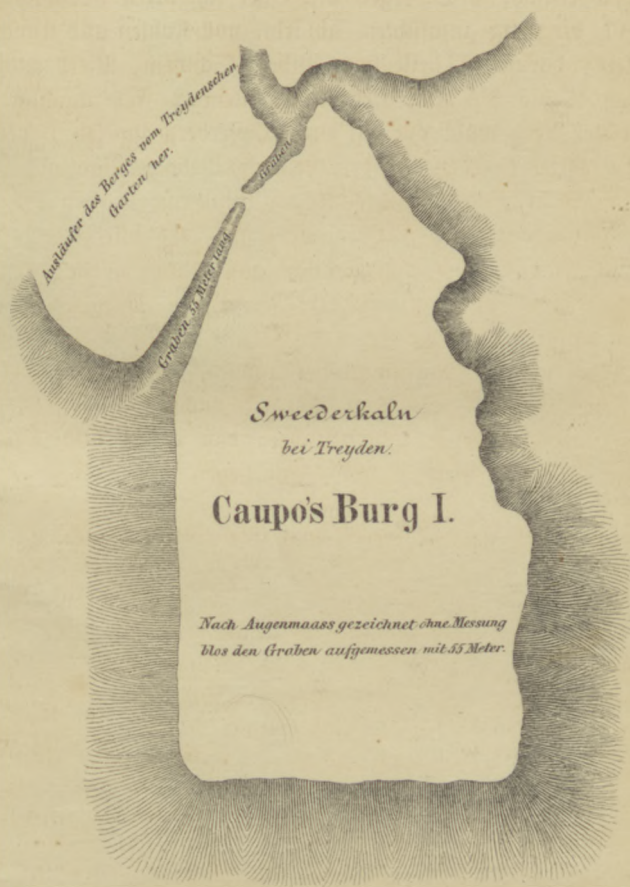 Ausläufer des Berges vom Treydenschen
Garten her.
Graben
Graben 55 Meter lang
Sweederkaln
bei Treyden.
Caupo's Burg I.
Nach Augenmaass gezeichnet ohne Messung
blos den Graben aufgemessen mit 55 Meter.